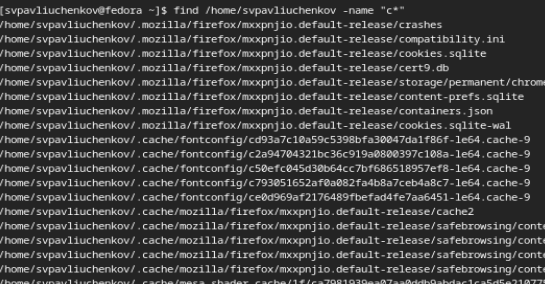 [svpavliuchenkov@fedora ~]$ find /home/svpavliuchenkov -name "c*"
/home/svpavliuchenkov/.mozilla/firefox/mxxpnjio.default-release/crashes
/home/svpavliuchenkov/.mozilla/firefox/mxxpnjio.default-release/compatibility.ini
/home/svpavliuchenkov/.mozilla/firefox/mxxpnjio.default-release/cookies.sqlite
/home/svpavliuchenkov/.mozilla/firefox/mxxpnjio.default-release/cert9.db
/home/svpavliuchenkov/.mozilla/firefox/mxxpnjio.default-release/storage/permanent/chrome
/home/svpavliuchenkov/.mozilla/firefox/mxxpnjio.default-release/content-prefs.sqlite
/home/svpavliuchenkov/.mozilla/firefox/mxxpnjio.default-release/containers.json
/home/svpavliuchenkov/.mozilla/firefox/mxxpnjio.default-release/cookies.sqlite-wal
/home/svpavliuchenkov/.cache/fontconfig/cd93a7c10a59c5398bfa30047da1f86f-le64.cache-9
/home/svpavliuchenkov/.cache/fontconfig/c2a94704321bc36c919a0800397c108a-le64.cache-9
/home/svpavliuchenkov/.cache/fontconfig/c50efc045d30b64cc7bf686518957ef8-le64.cache-9
/home/svpavliuchenkov/.cache/fontconfig/c793051652af0a082fa4b8a7ceb4a8c7-le64.cache-9
/home/svpavliuchenkov/.cache/fontconfig/ce0d969af2176489fbefad4fe7aa6451-le64.cache-9
/home/svpavliuchenkov/.cache/mozilla/firefox/mxxpnjio.default-release/cache2
/home/svpavliuchenkov/.cache/mozilla/firefox/mxxpnjio.default-release/safebrowsing/conte
/home/svpavliuchenkov/.cache/mozilla/firefox/mxxpnjio.default-release/safebrowsing/conte
/home/svpavliuchenkov/.cache/mozilla/firefox/mxxpnjio.default-release/safebrowsing/conte